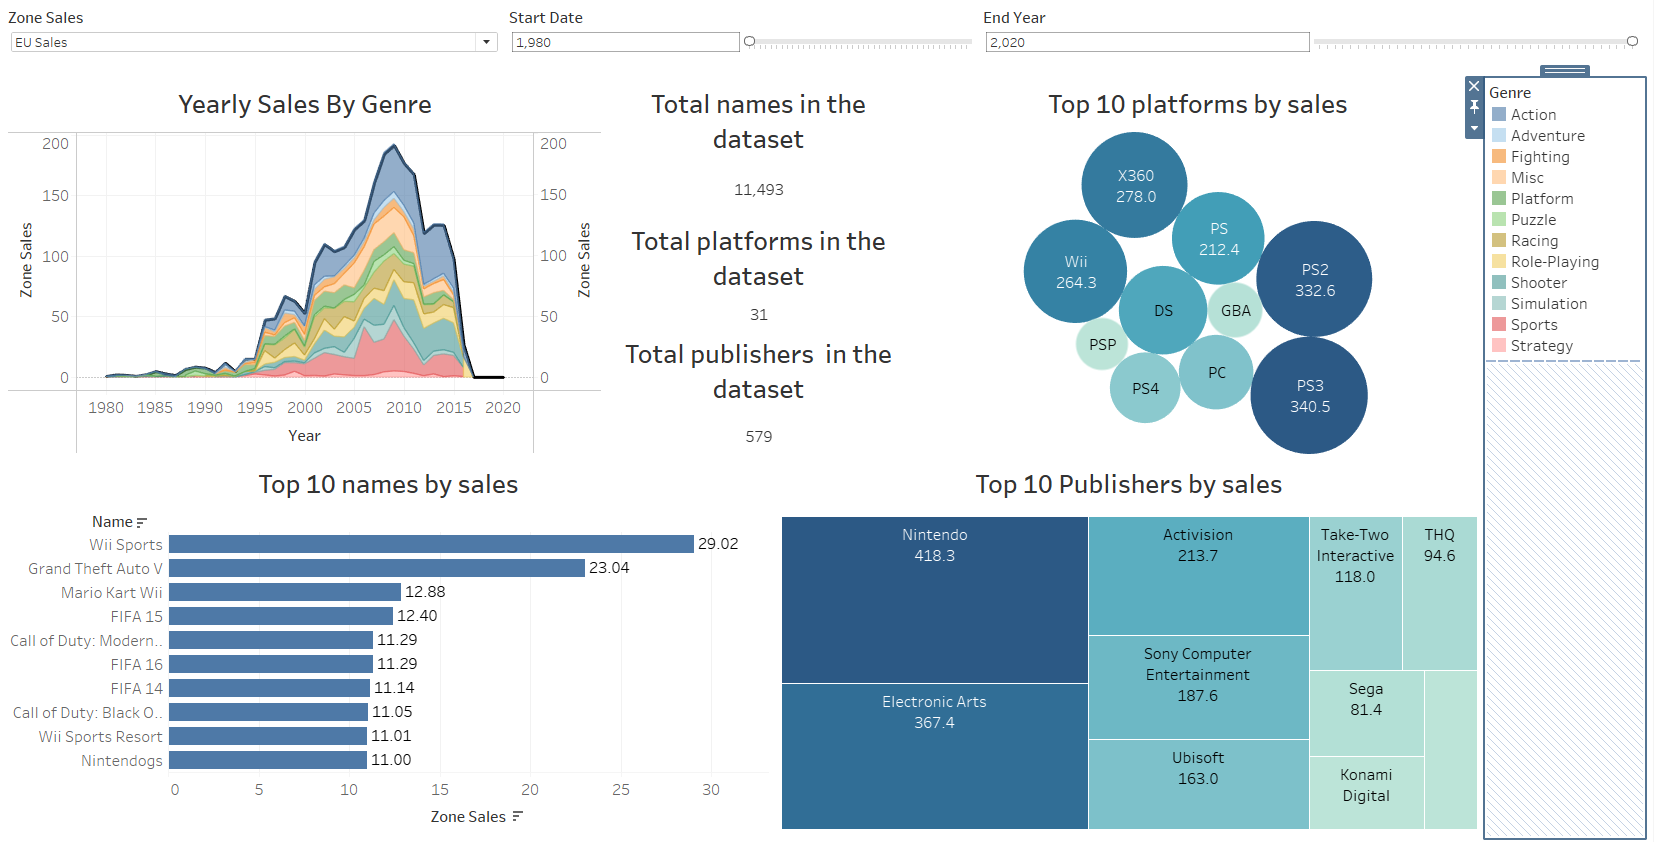 Zone Sales
EU Sales
Start Date
1,980
End Year
2,020
Yearly Sales By Genre
200
150
100
50
0
Zone Sales
200
150
100
50
0
Zone Sales
1980 1985 1990 1995 2000 2005 2010 2015 2020
Year
Total names in the
dataset
11,493
Total platforms in the
dataset
31
Total publishers in the
dataset
579
Top 10 platforms by sales
X360
278.0
PS
212.4
Wii
264.3
PS2
332.6
DS
GBA
PSP
PC
PS4
PS3
340.5
Genre
Action
Adventure
Fighting
Misc
Platform
Puzzle
Racing
Role-Playing
Shooter
Simulation
Sports
Strategy
Top 10 names by sales
Name
Wii Sports 29.02
Grand Theft Auto V 23.04
Mario Kart Wii 12.88
FIFA 15 12.40
Call of Duty: Modern.. 11.29
FIFA 16 11.29
FIFA 14 11.14
Call of Duty: Black O.. 11.05
Wii Sports Resort 11.01
Nintendogs 11.00
0 5 10 15 20 25 30
Zone Sales
Top 10 Publishers by sales
Nintendo
418.3
Electronic Arts
367.4
Activision
213.7
Sony Computer
Entertainment
187.6
Ubisoft
163.0
Take-Two
Interactive
118.0
THQ
94.6
Sega
81.4
Konami
Digital